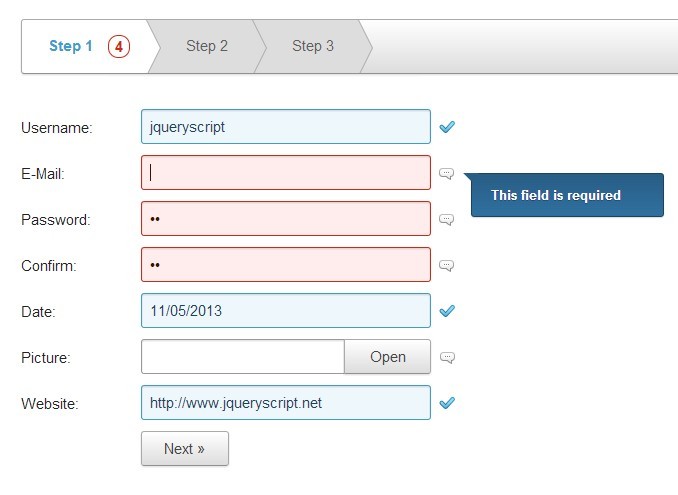 Step 1 4 Step 2 Step 3
Username: jqueryscript
E-Mail: This field is required
Password: ••
Confirm: ••
Date: 11/05/2013
Picture: Open
Website: http://www.jqueryscript.net
Next »